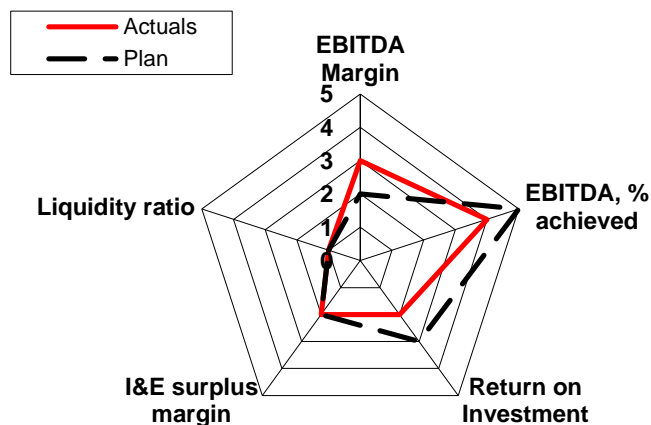 Actuals
Plan
EBITDA
Margin
5
4
3
2
1
0
EBITDA, %
achieved
Return on
Investment
I&E surplus
margin
Liquidity ratio